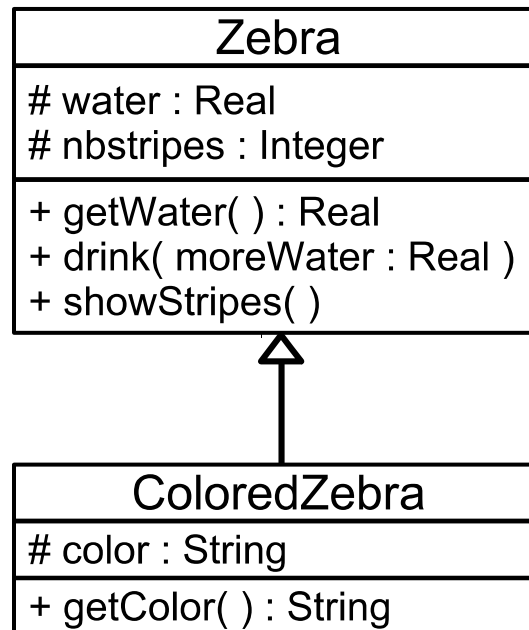 Zebra
# water : Real
# nbstripes : Integer
+ getWater( ) : Real
+ drink( moreWater : Real )
+ showStripes( )
ColoredZebra
# color : String
+ getColor( ) : String